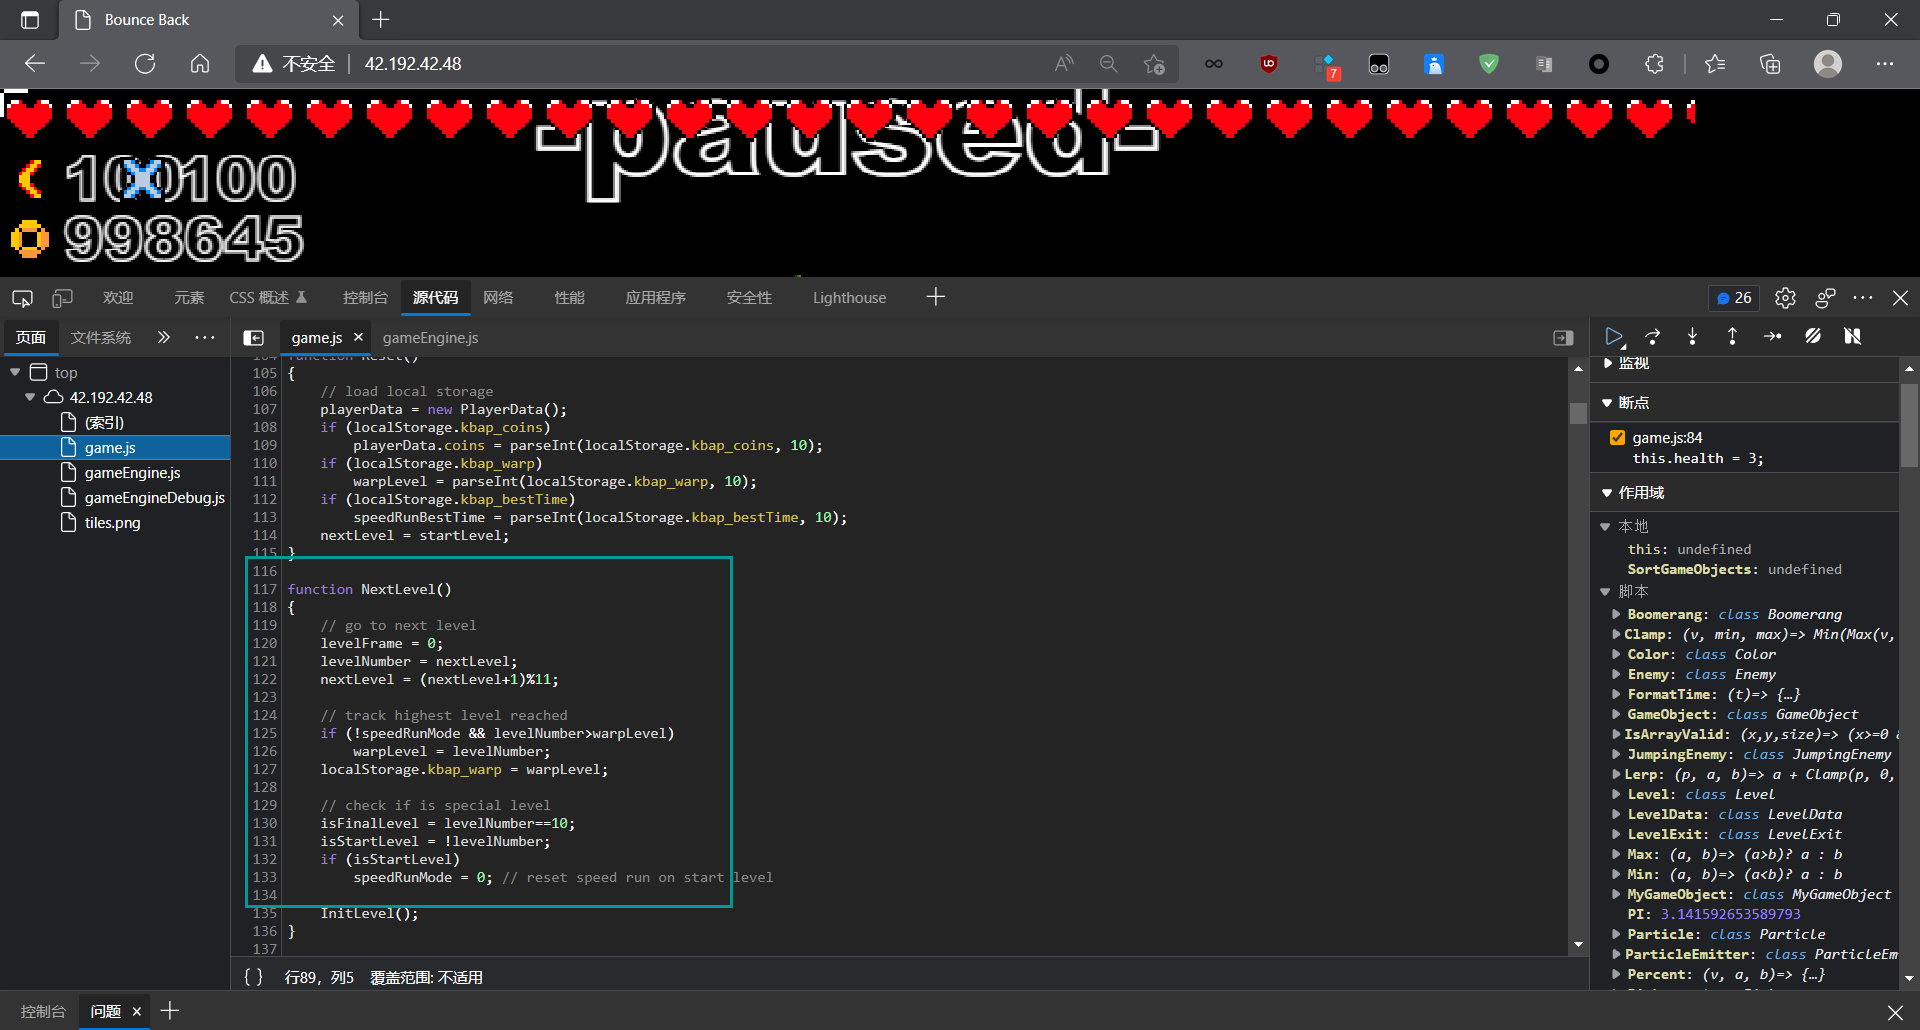 Bounce Back
不安全 42.192.42.48
7
-paused-
100 100
998645
欢迎 元素 CSS 概述 控制台 源代码 网络 性能 应用程序 安全性 Lighthouse 26
页面 文件系统 game.js gameEngine.js
top
42.192.42.48
(索引)
game.js
gameEngine.js
gameEngineDebug.js
tiles.png
104 function Reset()
105 {
106 // load local storage
107 playerData = new PlayerData();
108 if (localStorage.kbap_coins)
109 playerData.coins = parseInt(localStorage.kbap_coins, 10);
110 if (localStorage.kbap_warp)
111 warpLevel = parseInt(localStorage.kbap_warp, 10);
112 if (localStorage.kbap_bestTime)
113 speedRunBestTime = parseInt(localStorage.kbap_bestTime, 10);
114 nextLevel = startLevel;
115 }
116
117 function NextLevel()
118 {
119 // go to next level
120 levelFrame = 0;
121 levelNumber = nextLevel;
122 nextLevel = (nextLevel+1)%11;
123
124 // track highest level reached
125 if (!speedRunMode && levelNumber>warpLevel)
126 warpLevel = levelNumber;
127 localStorage.kbap_warp = warpLevel;
128
129 // check if is special level
130 isFinalLevel = levelNumber==10;
131 isStartLevel = !levelNumber;
132 if (isStartLevel)
133 speedRunMode = 0; // reset speed run on start level
134
135 InitLevel();
136 }
137
{ } 行89，列5 覆盖范围: 不适用
监视
断点
game.js:84
this.health = 3;
作用域
本地
this: undefined
SortGameObjects: undefined
脚本
Boomerang: class Boomerang
Clamp: (v, min, max)=> Min(Max(v,
Color: class Color
Enemy: class Enemy
FormatTime: (t)=> {…}
GameObject: class GameObject
IsArrayValid: (x,y,size)=> (x>=0 &
JumpingEnemy: class JumpingEnemy
Lerp: (p, a, b)=> a + Clamp(p, 0,
Level: class Level
LevelData: class LevelData
LevelExit: class LevelExit
Max: (a, b)=> (a>b)? a : b
Min: (a, b)=> (a<b)? a : b
MyGameObject: class MyGameObject
PI: 3.141592653589793
Particle: class Particle
ParticleEmitter: class ParticleEm
Percent: (v, a, b)=> {…}
控制台 问题